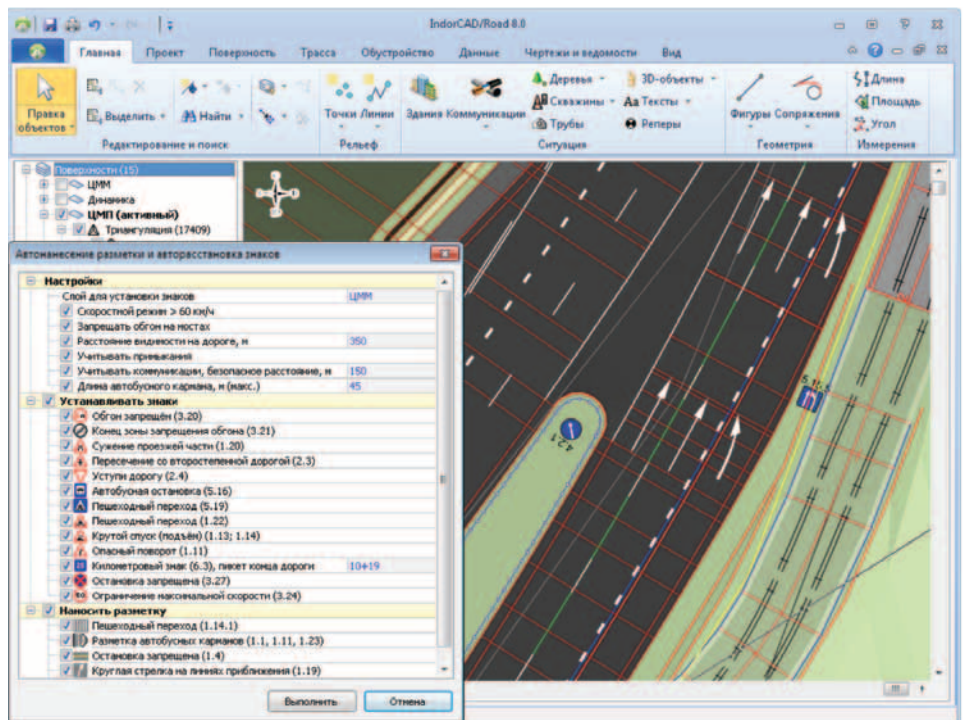 IndorCAD/Road 8.0
Главная Проект Поверхность Трасса Обустройство Данные Чертежи и ведомости Вид
Правка объектов
Выделить
Найти
Редактирование и поиск
Точки Линии
Рельеф
Здания Коммуникации
Деревья
Скважины
Трубы
3D-объекты
Тексты
Реперы
Ситуация
Фигуры Сопряжения
Геометрия
Длина
Площадь
Угол
Измерения
Поверхности (15)
ЦММ
Динамика
ЦМП (активный)
Триангуляция (17409)
Автонанесение разметки и авторасстановка знаков
Настройки
Слой для установки знаков ЦММ
Скоростной режим > 60 км/ч
Запрещать обгон на мостах
Расстояние видимости на дороге, м 350
Учитывать примыкания
Учитывать коммуникации, безопасное расстояние, м 150
Длина автобусного кармана, м (макс.) 45
Устанавливать знаки
Обгон запрещён (3.20)
Конец зоны запрещения обгона (3.21)
Сужение проезжей части (1.20)
Пересечение со второстепенной дорогой (2.3)
Уступи дорогу (2.4)
Автобусная остановка (5.16)
Пешеходный переход (5.19)
Пешеходный переход (1.22)
Крутой спуск (подъём) (1.13; 1.14)
Опасный поворот (1.11)
Километровый знак (6.3), пикет конца дороги 10+19
Остановка запрещена (3.27)
Ограничение максимальной скорости (3.24)
Наносить разметку
Пешеходный переход (1.14.1)
Разметка автобусных карманов (1.1, 1.11, 1.23)
Остановка запрещена (1.4)
Круглая стрелка на линиях приближения (1.19)
Выполнить Отмена
5.15.5
4.2.1